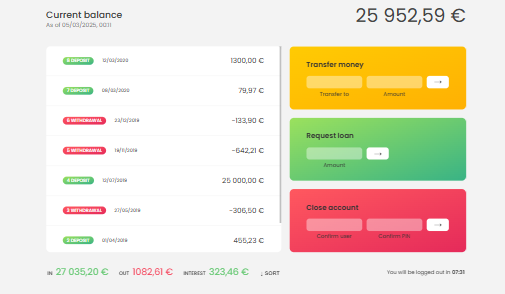 Current balance
As of 05/03/2025, 00:11
25 952,59 €
8 DEPOSIT 12/03/2020 1300,00 €
7 DEPOSIT 08/03/2020 79,97 €
6 WITHDRAWAL 23/12/2019 -133,90 €
5 WITHDRAWAL 18/11/2019 -642,21 €
4 DEPOSIT 12/07/2019 25 000,00 €
3 WITHDRAWAL 27/05/2019 -306,50 €
2 DEPOSIT 01/04/2019 455,23 €
Transfer money
Transfer to Amount
Request loan
Amount
Close account
Confirm user Confirm PIN
IN 27 035,20 € OUT 1082,61 € INTEREST 323,46 € ↓ SORT
You will be logged out in 07:31